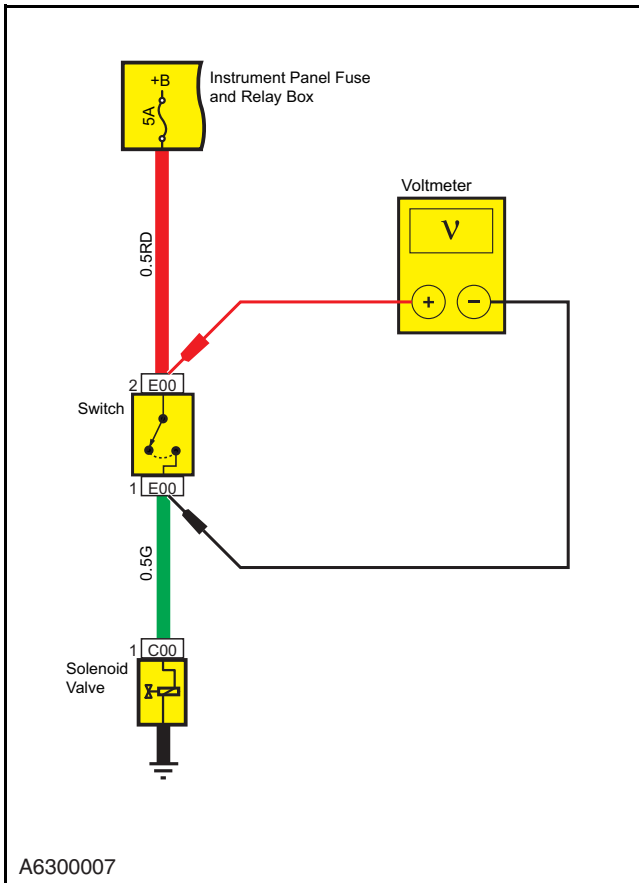 +B
5A
Instrument Panel Fuse
and Relay Box
0.5RD
Voltmeter
V
+ −
2 E00
Switch
1 E00
0.5G
1 C00
Solenoid
Valve
A6300007